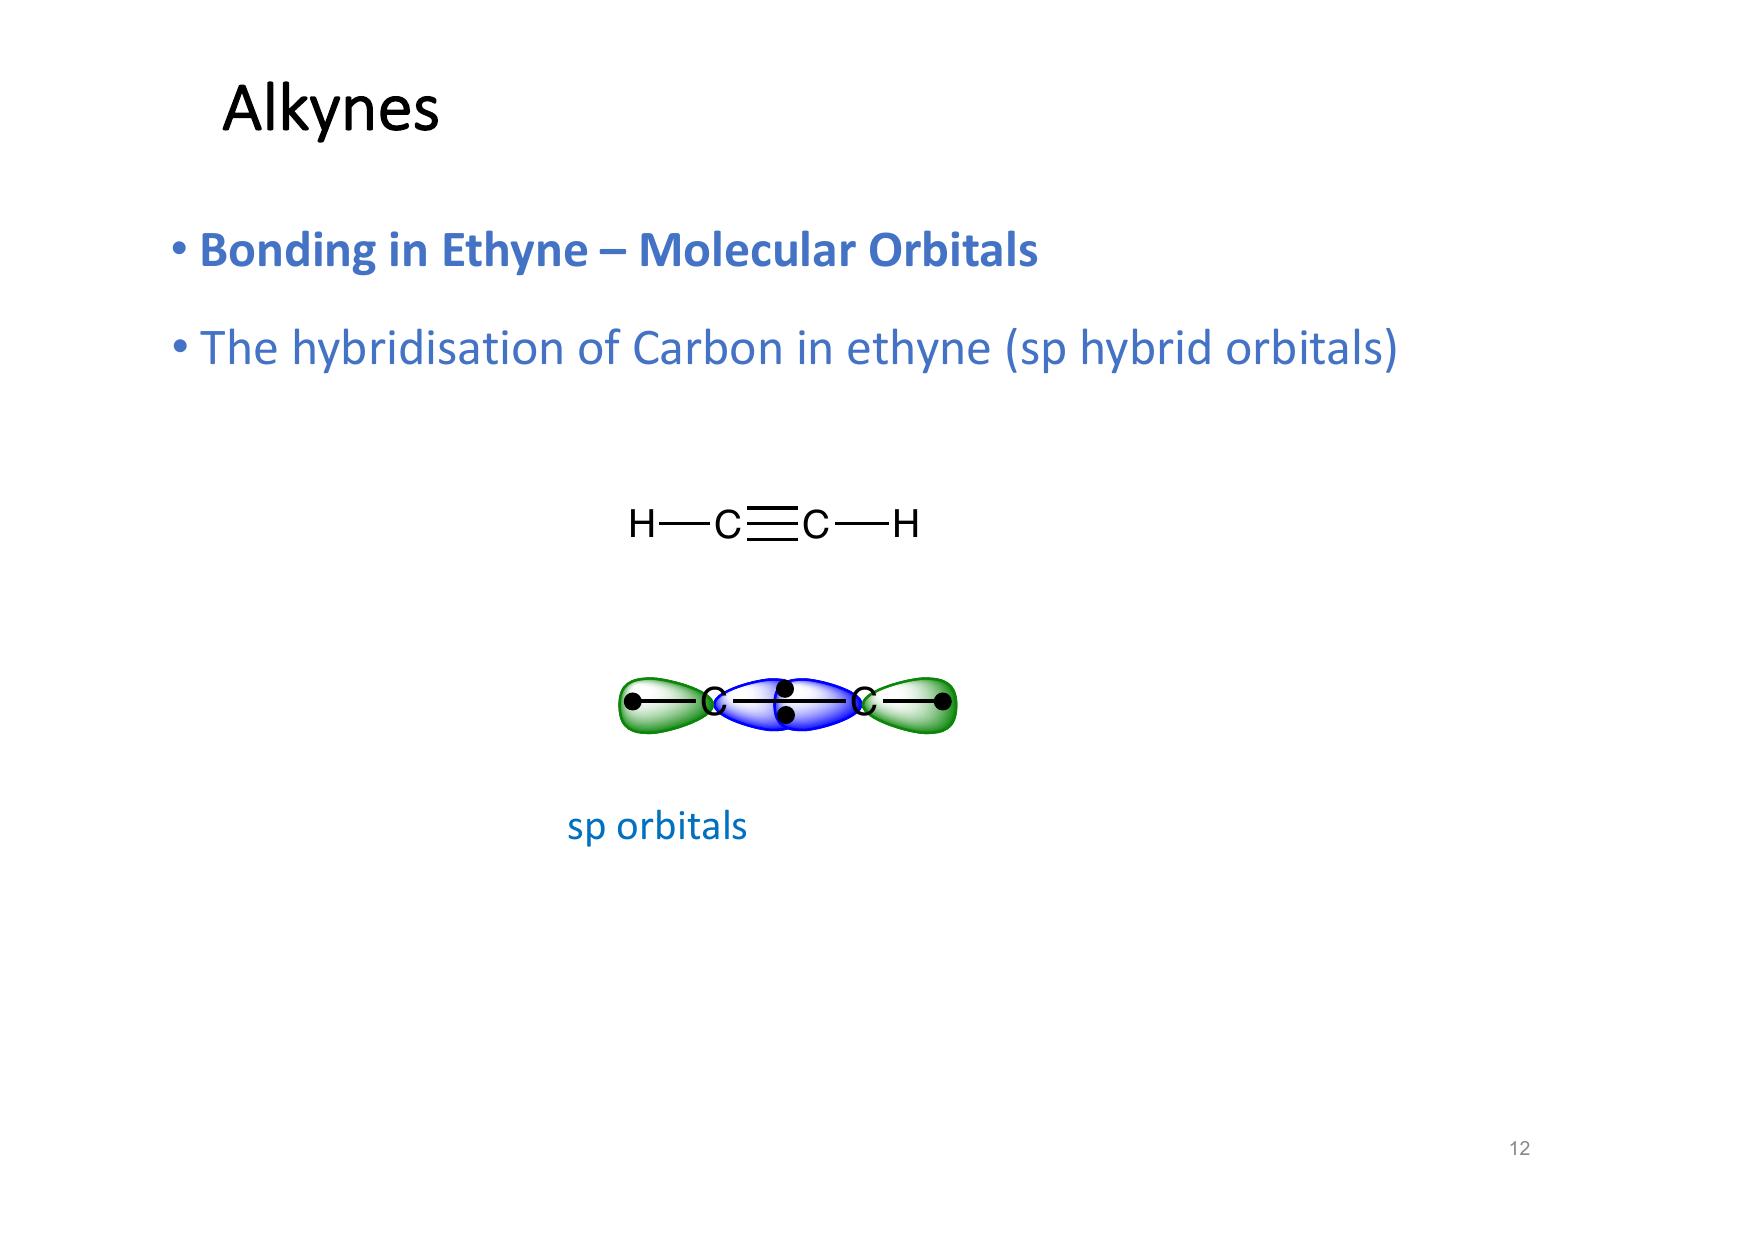 Alkynes
• Bonding in Ethyne – Molecular Orbitals
• The hybridisation of Carbon in ethyne (sp hybrid orbitals)
H C C H
C C
sp orbitals
12